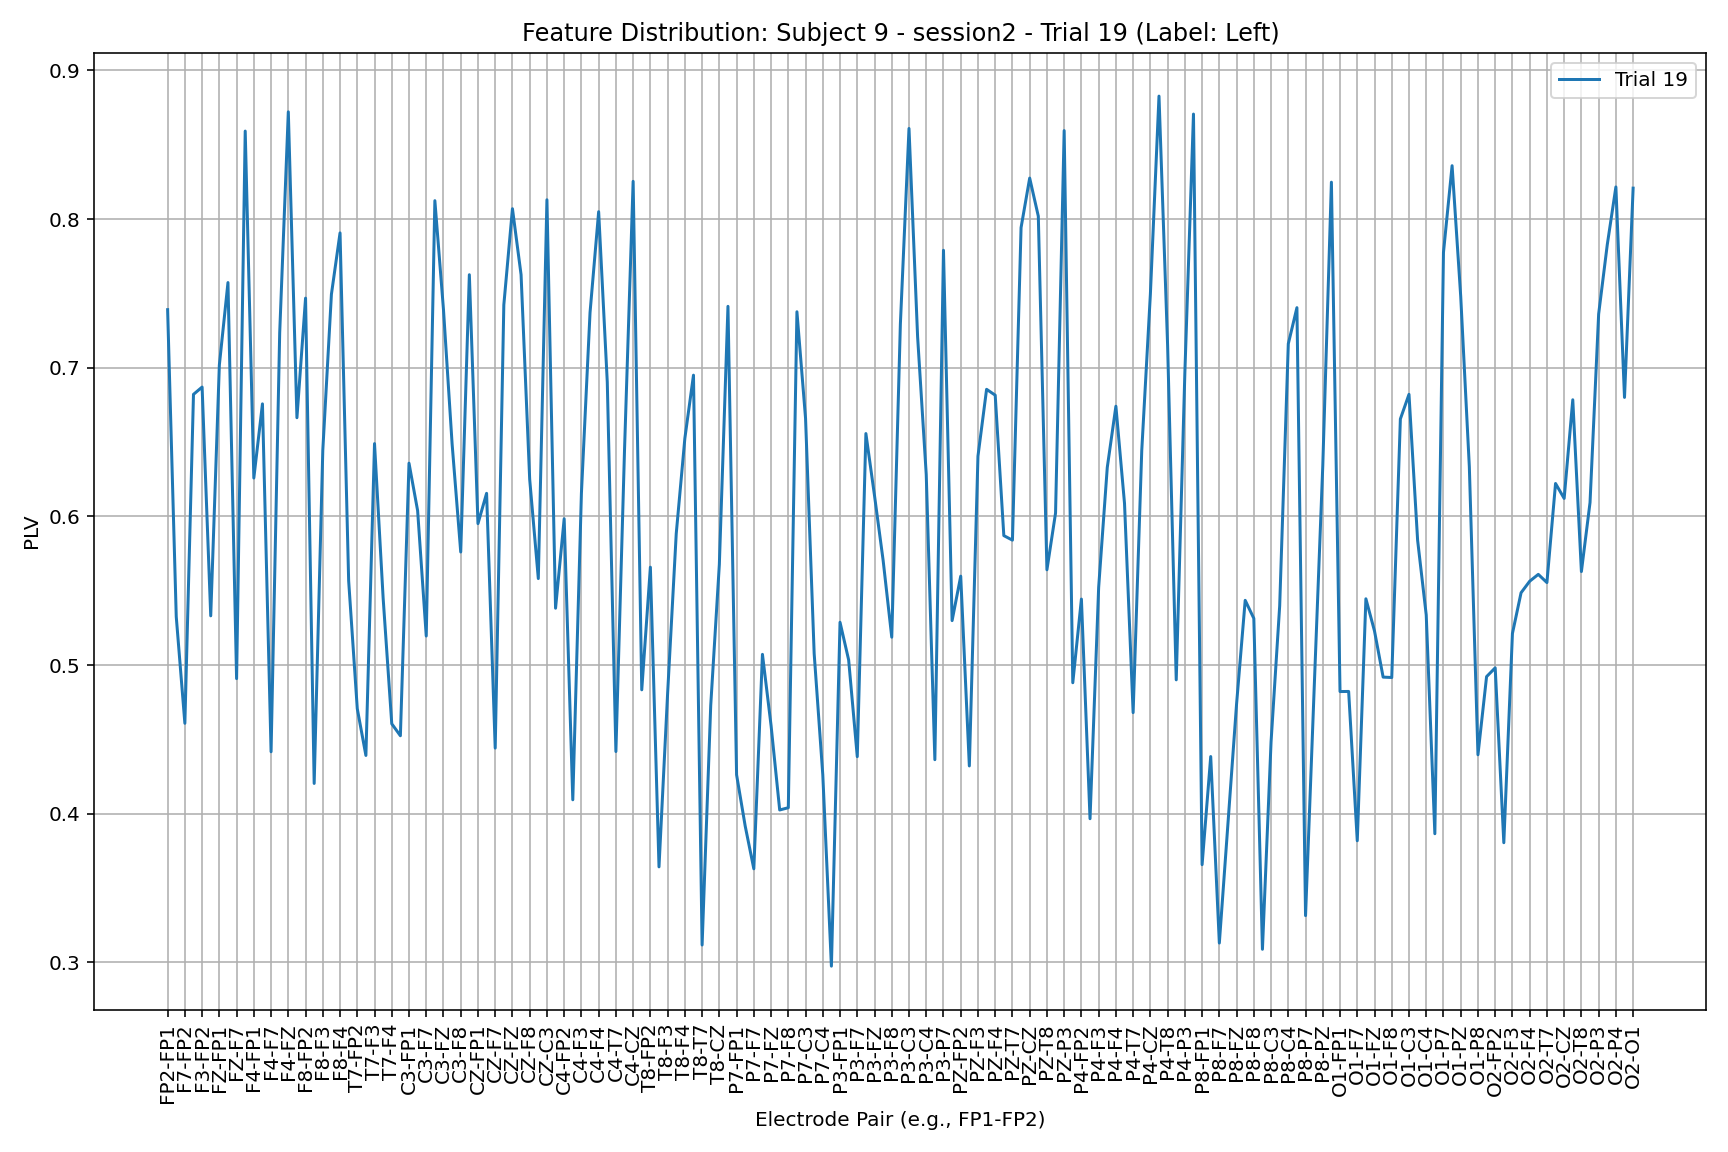 Feature Distribution: Subject 9 - session2 - Trial 19 (Label: Left)
Trial 19
PLV
0.9
0.8
0.7
0.6
0.5
0.4
0.3
FP2-FP1
F7-FP2
F3-FP2
FZ-FP1
FZ-F7
F4-FP1
F4-F7
F4-FZ
F8-FP2
F8-F3
F8-F4
T7-FP2
T7-F3
T7-F4
C3-FP1
C3-F7
C3-FZ
C3-F8
CZ-FP1
CZ-F7
CZ-FZ
CZ-F8
CZ-C3
C4-FP2
C4-F3
C4-F4
C4-T7
C4-CZ
T8-FP2
T8-F3
T8-F4
T8-T7
T8-CZ
P7-FP1
P7-F7
P7-FZ
P7-F8
P7-C3
P7-C4
P3-FP1
P3-F7
P3-FZ
P3-F8
P3-C3
P3-C4
P3-P7
PZ-FP2
PZ-F3
PZ-F4
PZ-T7
PZ-CZ
PZ-T8
PZ-P3
P4-FP2
P4-F3
P4-F4
P4-T7
P4-CZ
P4-T8
P4-P3
P8-FP1
P8-F7
P8-FZ
P8-F8
P8-C3
P8-C4
P8-P7
P8-PZ
O1-FP1
O1-F7
O1-FZ
O1-F8
O1-C3
O1-C4
O1-P7
O1-PZ
O1-P8
O2-FP2
O2-F3
O2-F4
O2-T7
O2-CZ
O2-T8
O2-P3
O2-P4
O2-O1
Electrode Pair (e.g., FP1-FP2)